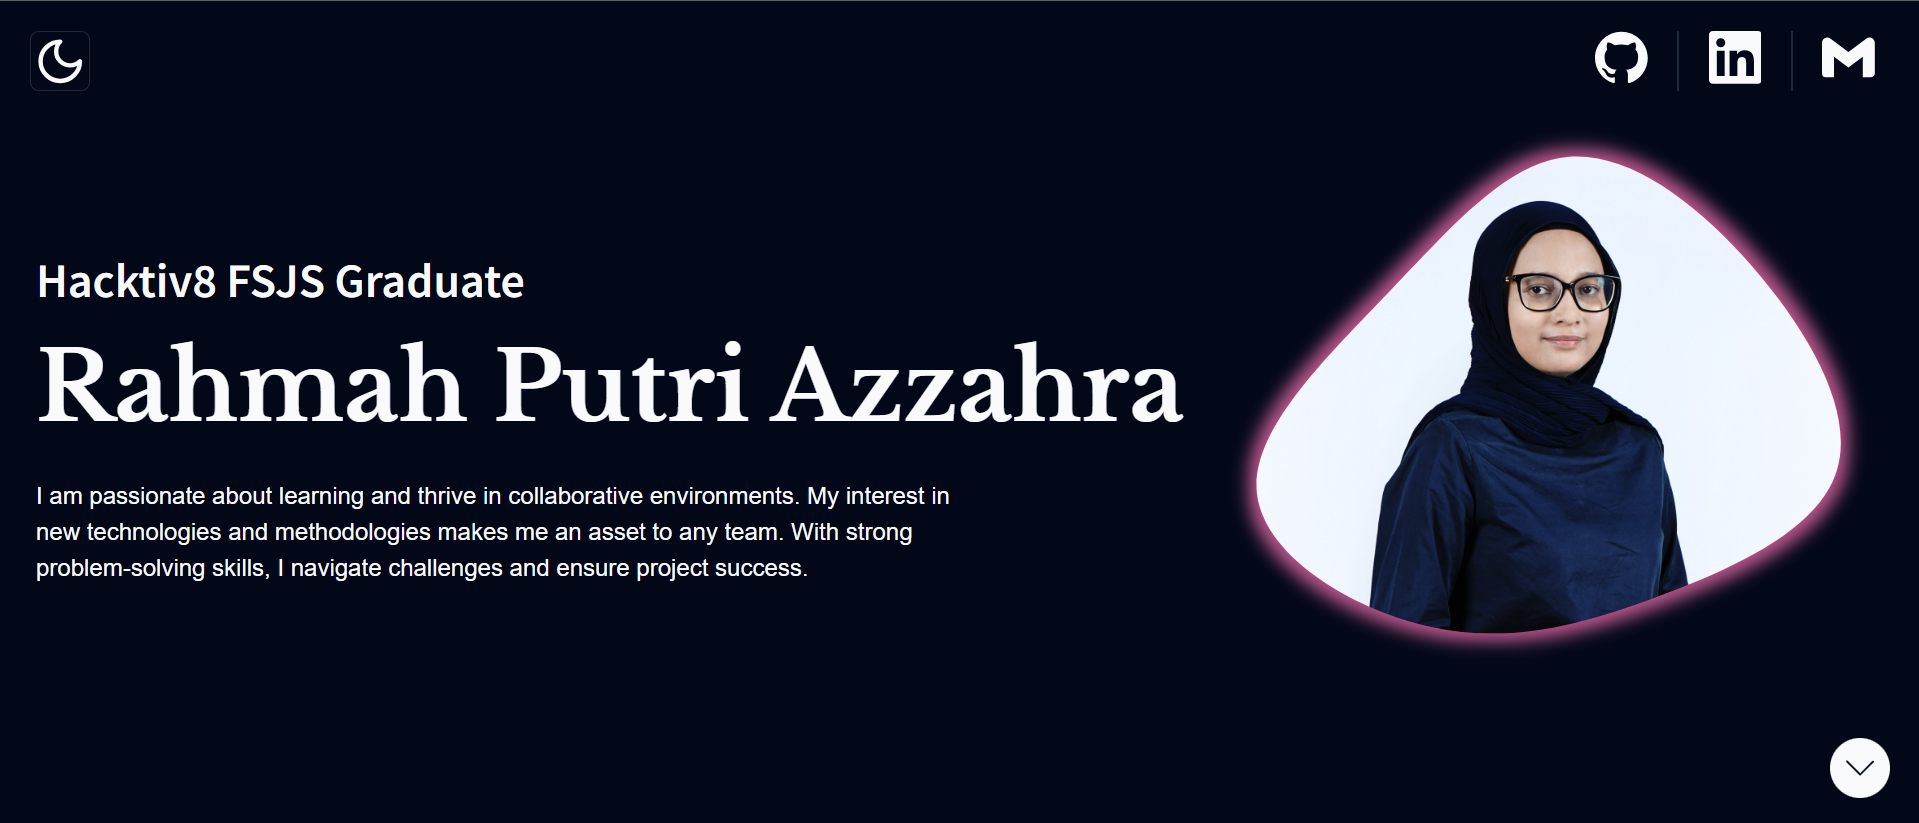 Hacktiv8 FSJS Graduate
Rahmah Putri Azzahra
I am passionate about learning and thrive in collaborative environments. My interest in
new technologies and methodologies makes me an asset to any team. With strong
problem-solving skills, I navigate challenges and ensure project success.